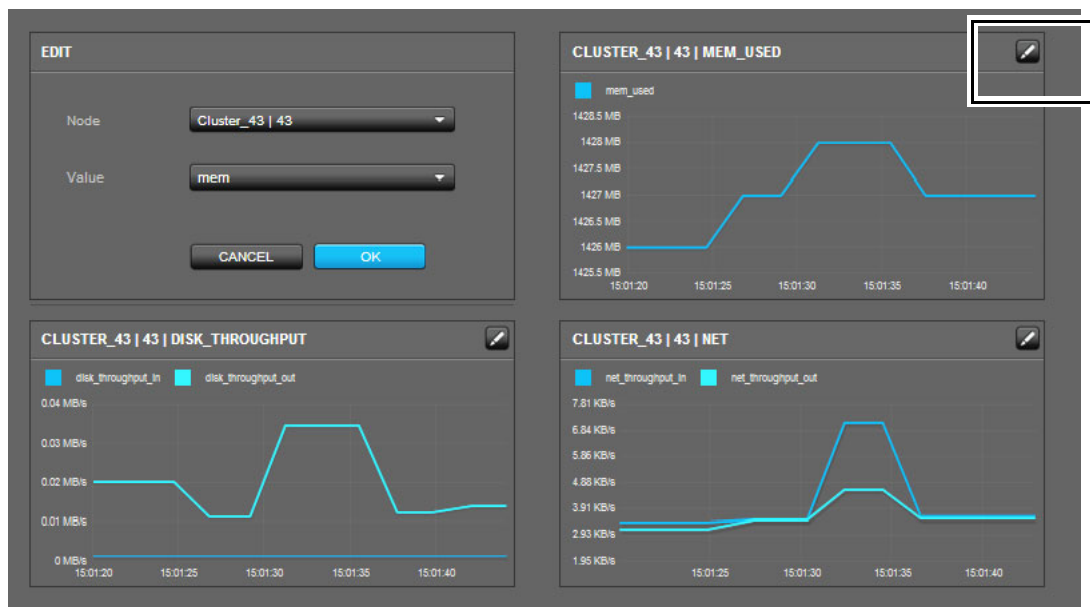 EDIT
Node
Cluster_43 | 43
Value
mem
CANCEL
OK
CLUSTER_43 | 43 | MEM_USED
mem_used
1428.5 MB
1428 MB
1427.5 MB
1427 MB
1426.5 MB
1426 MB
1425.5 MB
15:01:20 15:01:25 15:01:30 15:01:35 15:01:40
CLUSTER_43 | 43 | DISK_THROUGHPUT
disk_throughput_in disk_throughput_out
0.04 MB/s
0.03 MB/s
0.02 MB/s
0.01 MB/s
0 MB/s
15:01:20 15:01:25 15:01:30 15:01:35 15:01:40
CLUSTER_43 | 43 | NET
net_throughput_in net_throughput_out
7.81 KB/s
6.84 KB/s
5.86 KB/s
4.88 KB/s
3.91 KB/s
2.93 KB/s
1.95 KB/s
15:01:25 15:01:30 15:01:35 15:01:40